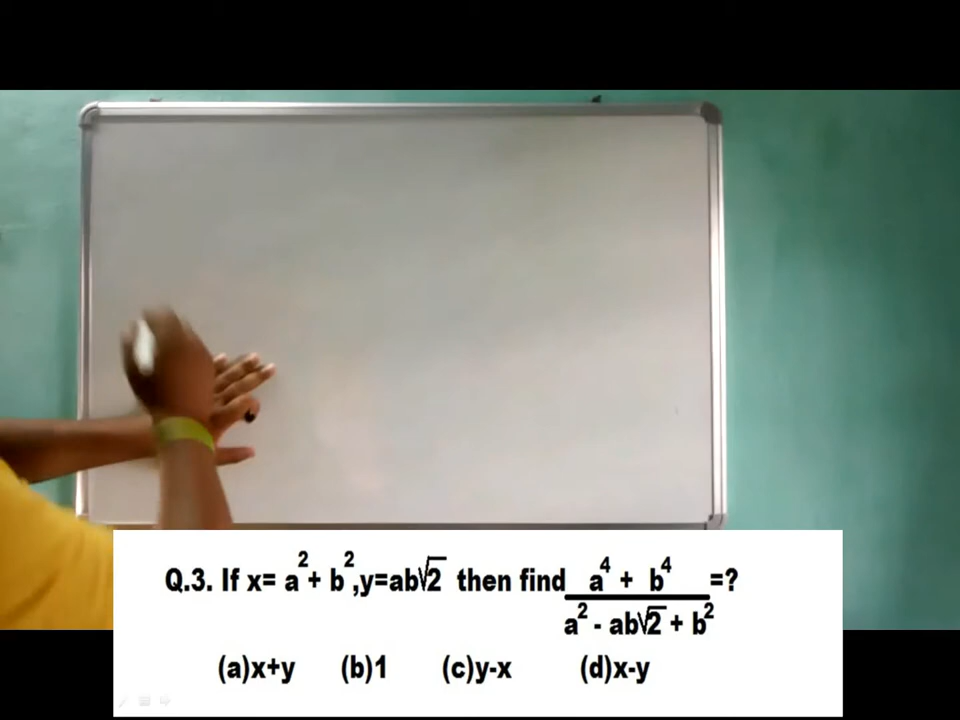 Q.3. If x= a²+ b²,y=ab√2 then find a⁴ + b⁴ =?
a² - ab√2 + b²
(a)x+y (b)1 (c)y-x (d)x-y